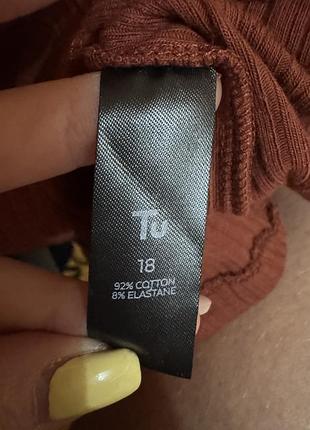 Tu
18
92% COTTON
8% ELASTANE